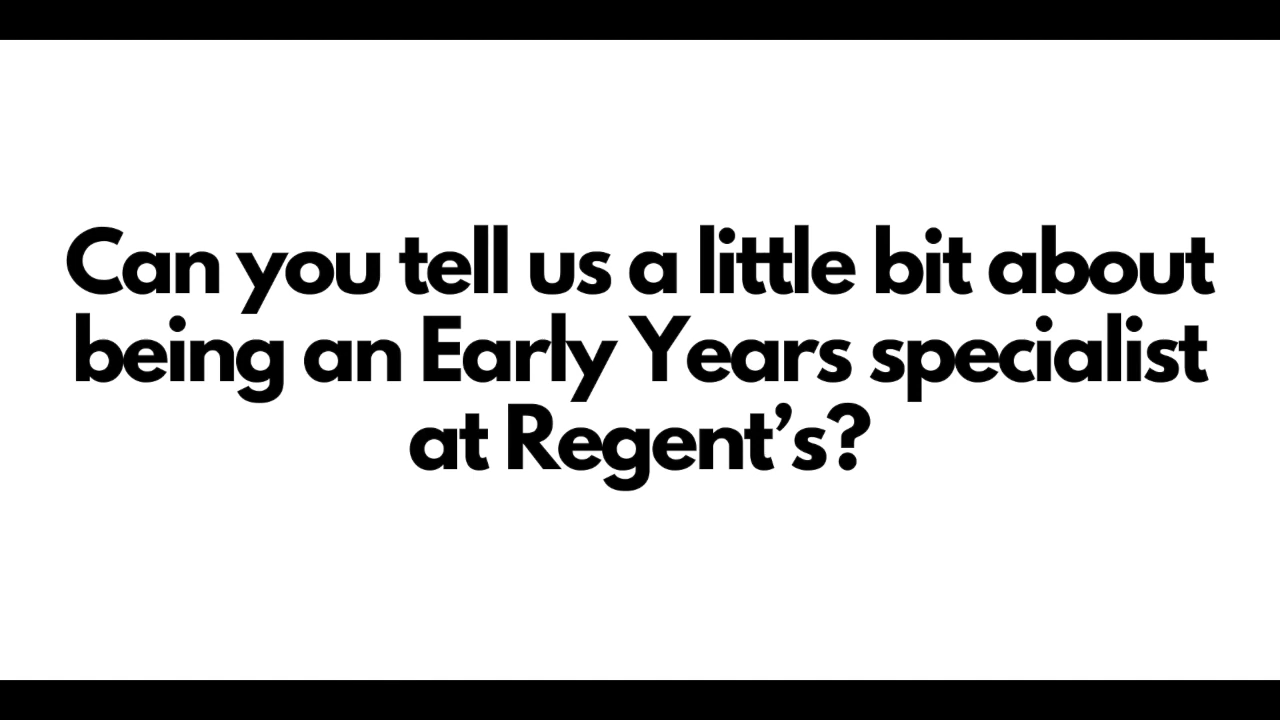 Can you tell us a little bit about
being an Early Years specialist
at Regent’s?